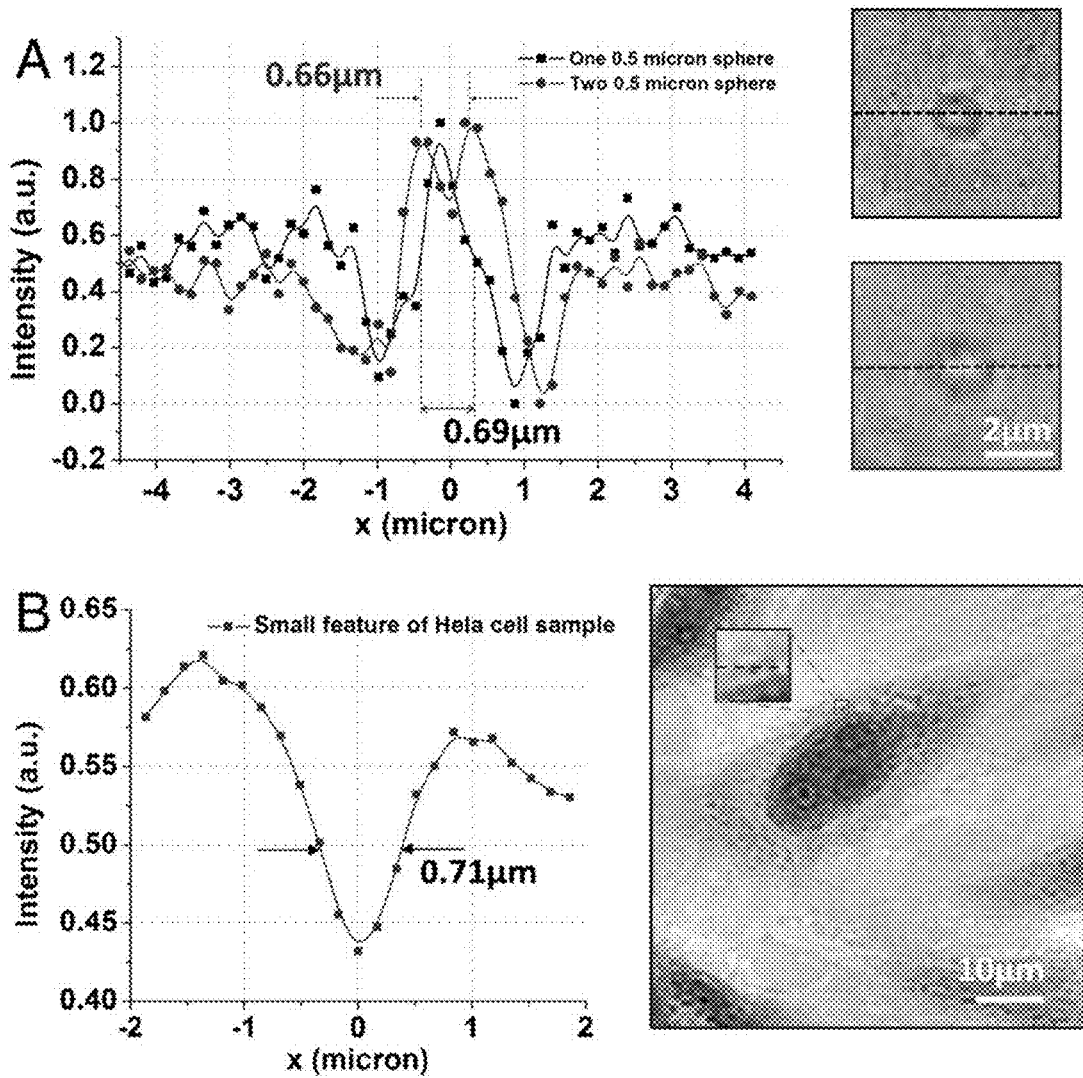 A
1.2
1.0
0.8
0.6
0.4
0.2
0.0
-0.2
Intensity (a.u.)
0.66µm
One 0.5 micron sphere
Two 0.5 micron sphere
0.69µm
-4 -3 -2 -1 0 1 2 3 4
x (micron)
2µm
B
0.65
0.60
0.55
0.50
0.45
0.40
Intensity (a.u.)
Small feature of Hela cell sample
0.71µm
-2 -1 0 1 2
x (micron)
10µm